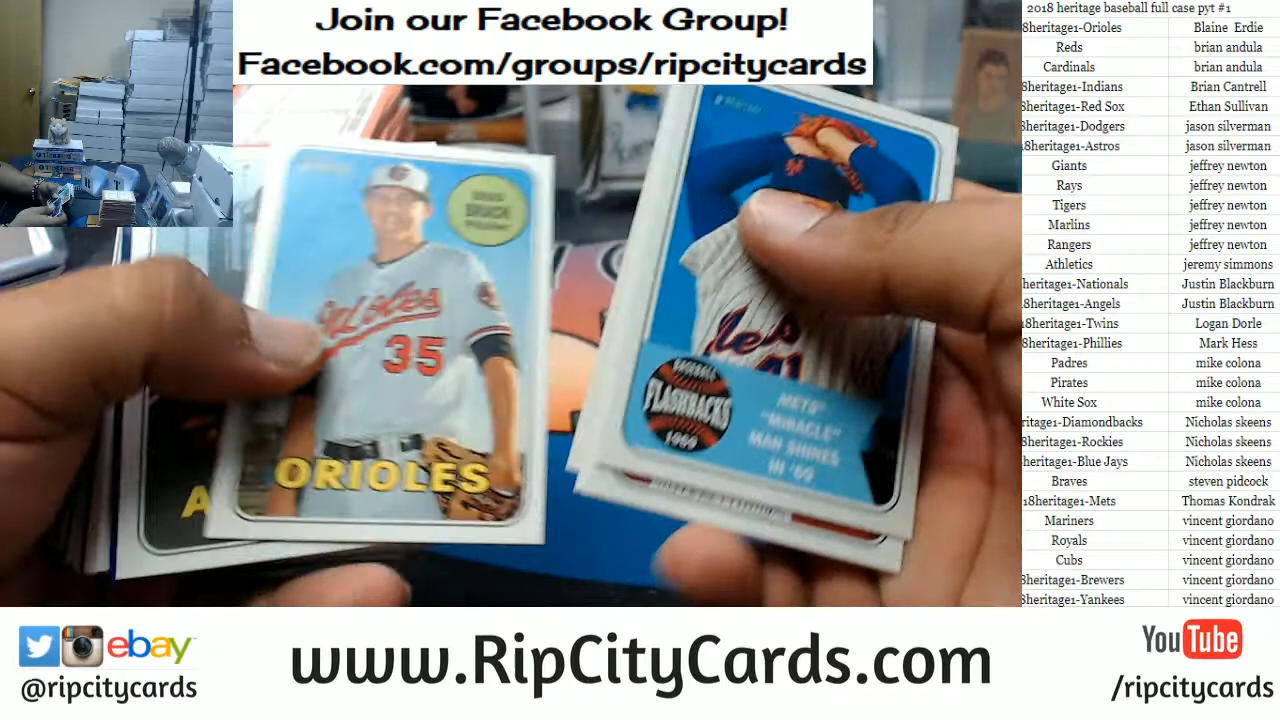 Join our Facebook Group!
Facebook.com/groups/ripcitycards
2018 heritage baseball full case pyt #1
8heritage1-Orioles Blaine Erdie
Reds brian andula
Cardinals brian andula
8heritage1-Indians Brian Cantrell
8heritage1-Red Sox Ethan Sullivan
8heritage1-Dodgers jason silverman
8heritage1-Astros jason silverman
Giants jeffrey newton
Rays jeffrey newton
Tigers jeffrey newton
Marlins jeffrey newton
Rangers jeffrey newton
Athletics jeremy simmons
heritage1-Nationals Justin Blackburn
8heritage1-Angels Justin Blackburn
8heritage1-Twins Logan Dorle
8heritage1-Phillies Mark Hess
Padres mike colona
Pirates mike colona
White Sox mike colona
ritage1-Diamondbacks Nicholas skeens
8heritage1-Rockies Nicholas skeens
heritage1-Blue Jays Nicholas skeens
Braves steven pidcock
18heritage1-Mets Thomas Kondrak
Mariners vincent giordano
Royals vincent giordano
Cubs vincent giordano
8heritage1-Brewers vincent giordano
8heritage1-Yankees vincent giordano
Orioles
35
ORIOLES
A
Mets
41
BASEBALL
FLASHBACKS
1969
METS'
"MIRACLE"
MAN SHINES
IN '69
ebay
@ripcitycards
www.RipCityCards.com
YouTube
/ripcitycards